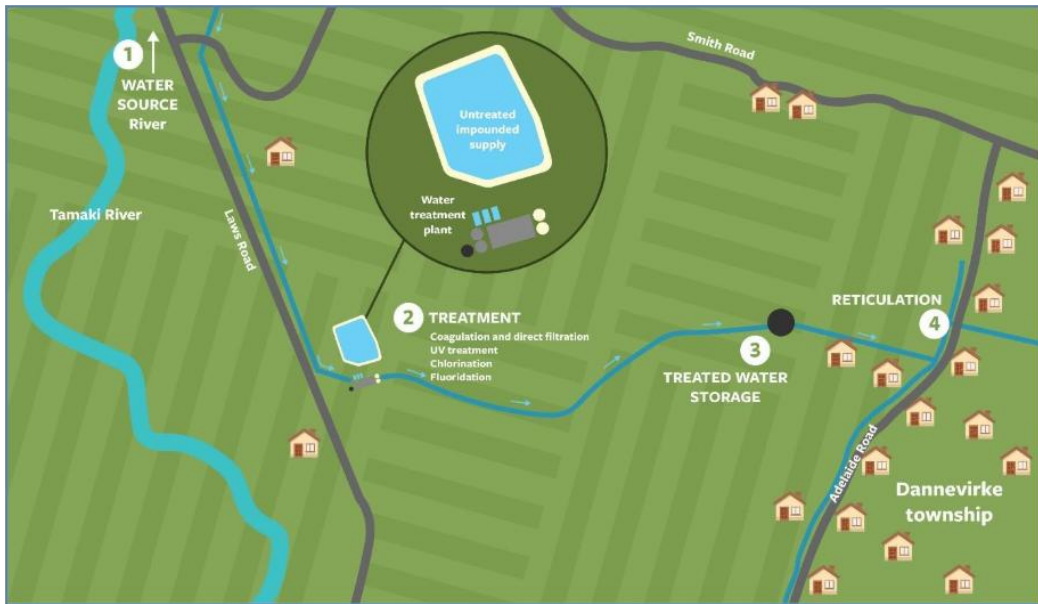 1
WATER
SOURCE
River
Tamaki River
Laws Road
Untreated
impounded
supply
Water
treatment
plant
Smith Road
2
TREATMENT
Coagulation and direct filtration
UV treatment
Chlorination
Fluoridation
3
TREATED WATER
STORAGE
RETICULATION
4
Adelaide Road
Dannevirke
township